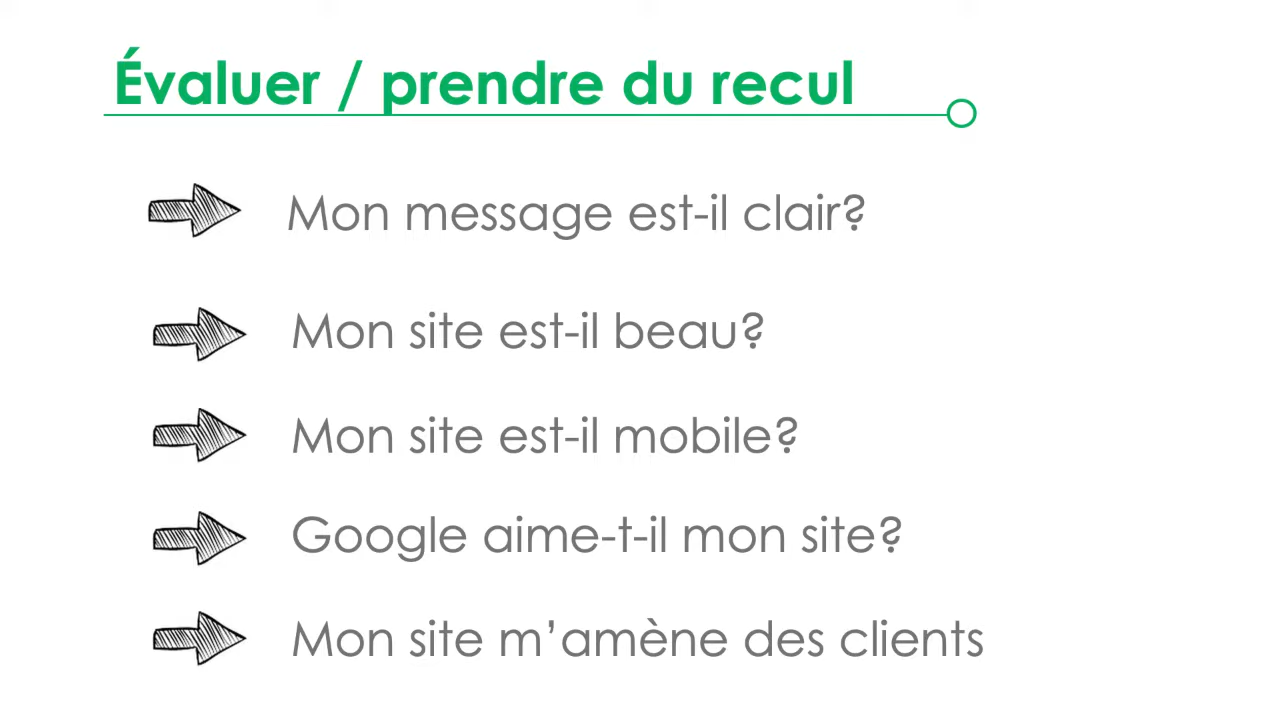 Évaluer / prendre du recul
Mon message est-il clair?
Mon site est-il beau?
Mon site est-il mobile?
Google aime-t-il mon site?
Mon site m’amène des clients